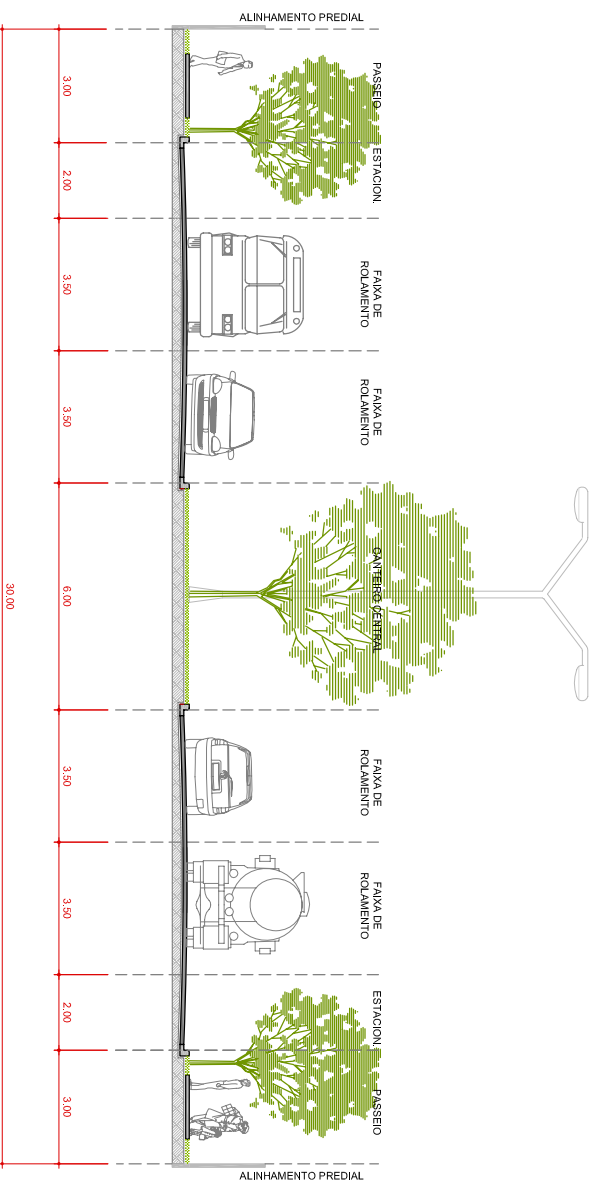 ALINHAMENTO PREDIAL
PASSEIO
3.00
ESTACION.
2.00
FAIXA DE
ROLAMENTO
3.50
FAIXA DE
ROLAMENTO
3.50
CANTEIRO CENTRAL
6.00
30.00
FAIXA DE
ROLAMENTO
3.50
FAIXA DE
ROLAMENTO
3.50
ESTACION.
2.00
PASSEIO
3.00
ALINHAMENTO PREDIAL